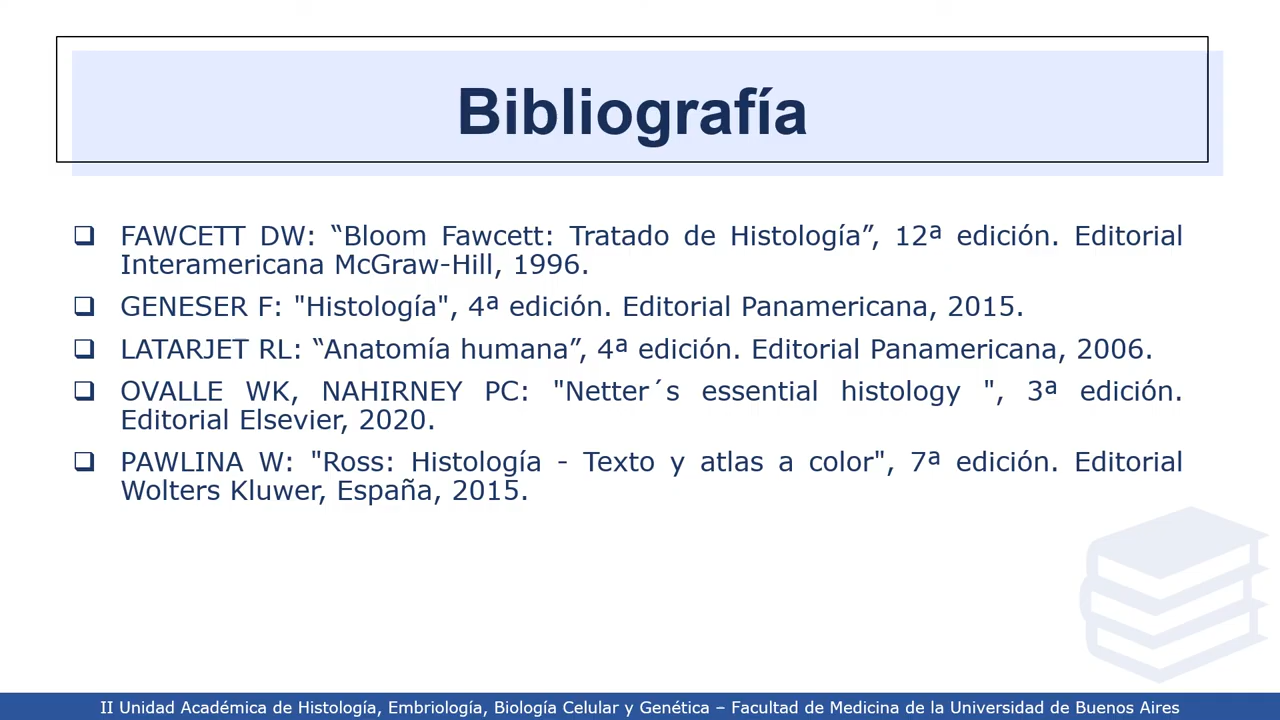 Bibliografía
❑ FAWCETT DW: “Bloom Fawcett: Tratado de Histología”, 12ª edición. Editorial
Interamericana McGraw-Hill, 1996.
❑ GENESER F: "Histología", 4ª edición. Editorial Panamericana, 2015.
❑ LATARJET RL: “Anatomía humana”, 4ª edición. Editorial Panamericana, 2006.
❑ OVALLE WK, NAHIRNEY PC: "Netter´s essential histology ", 3ª edición.
Editorial Elsevier, 2020.
❑ PAWLINA W: "Ross: Histología - Texto y atlas a color", 7ª edición. Editorial
Wolters Kluwer, España, 2015.
II Unidad Académica de Histología, Embriología, Biología Celular y Genética – Facultad de Medicina de la Universidad de Buenos Aires